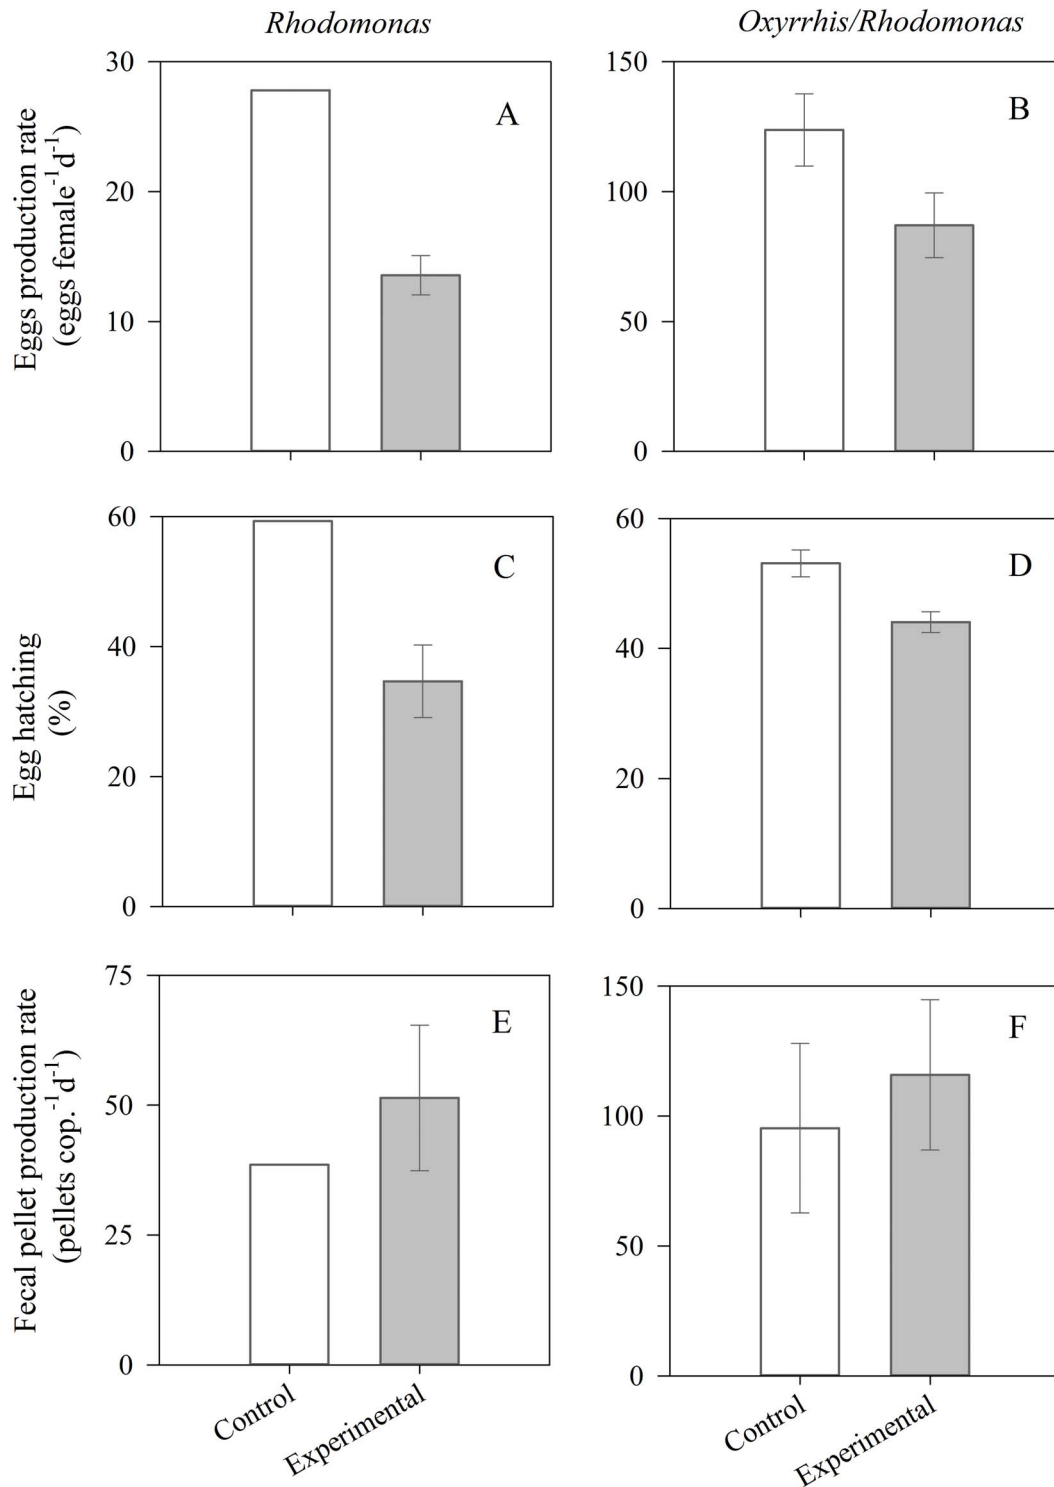 Rhodomonas
Oxyrrhis/Rhodomonas
Eggs production rate
(eggs female⁻¹d⁻¹)
30
20
10
0
A
150
100
50
0
B
Egg hatching
(%)
60
40
20
0
C
60
40
20
0
D
Fecal pellet production rate
(pellets cop.⁻¹d⁻¹)
75
50
25
0
E
Control
Experimental
150
100
50
0
F
Control
Experimental